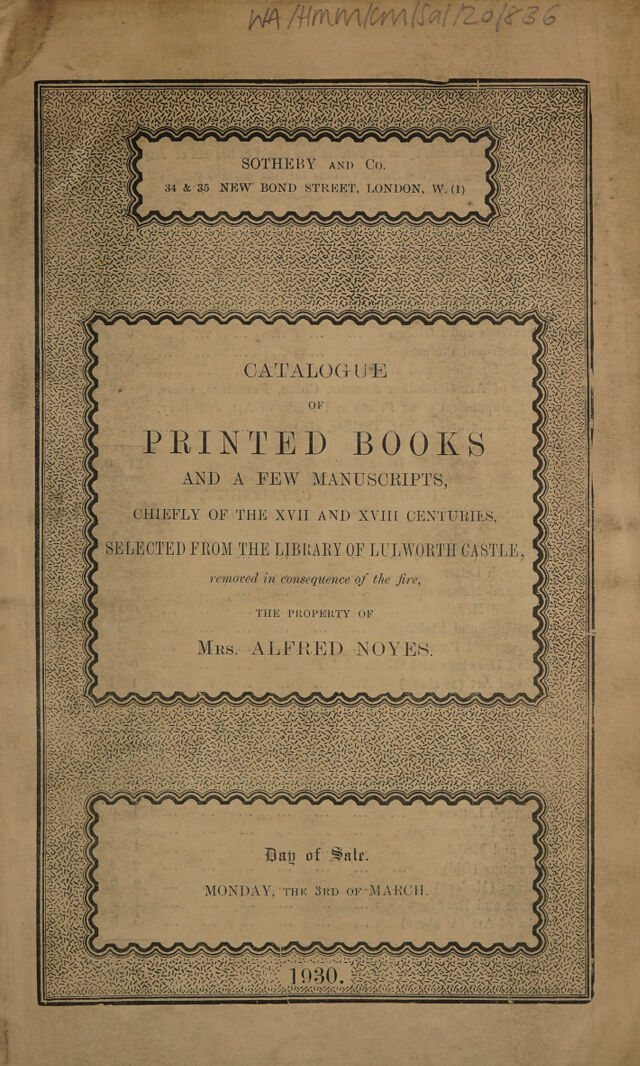 WA/HMM/CM/Sal/20/836
SOTHEBY AND Co.
34 & 35 NEW BOND STREET, LONDON, W.(1)
CATALOGUE
OF
PRINTED BOOKS
AND A FEW MANUSCRIPTS,
CHIEFLY OF THE XVII AND XVIII CENTURIES,
SELECTED FROM THE LIBRARY OF LULWORTH CASTLE,
removed in consequence of the fire,
THE PROPERTY OF
MRS. ALFRED NOYES.
Day of Sale.
MONDAY, THE 3RD OF MARCH.
1930.